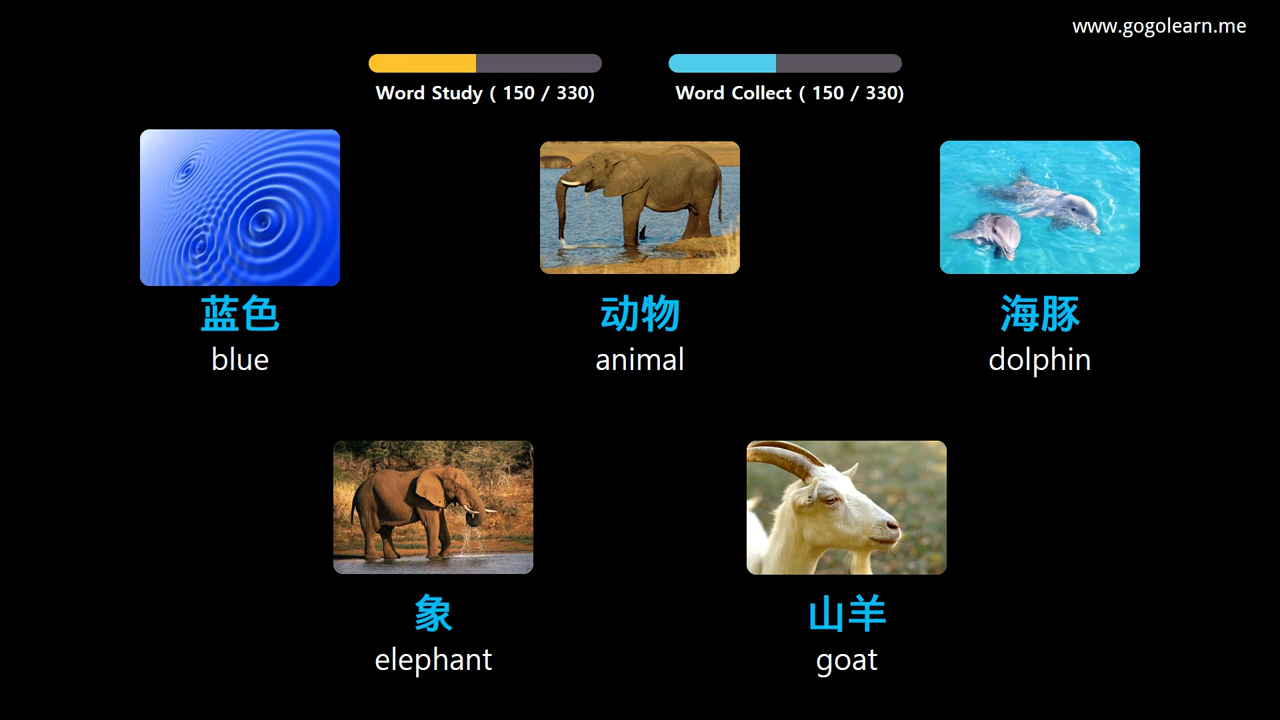 www.gogolearn.me
Word Study ( 150 / 330)
Word Collect ( 150 / 330)
蓝色
blue
动物
animal
海豚
dolphin
象
elephant
山羊
goat